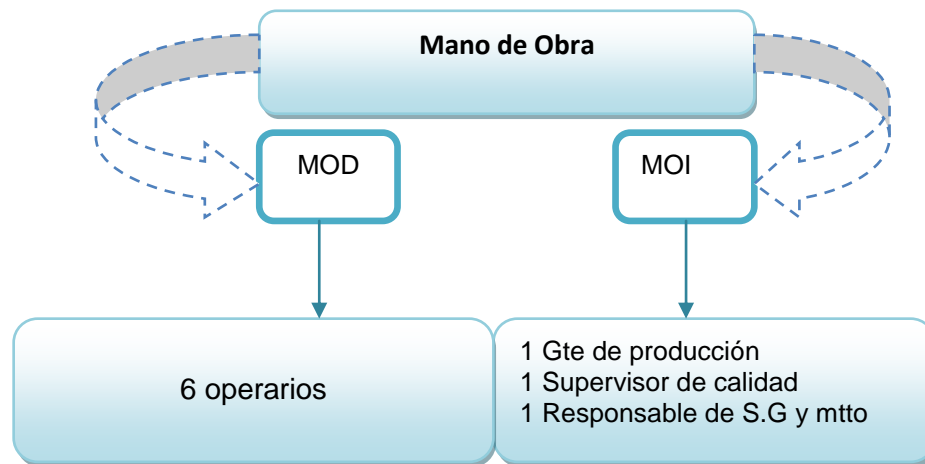 Mano de Obra
MOD
MOI
6 operarios
1 Gte de producción
1 Supervisor de calidad
1 Responsable de S.G y mtto